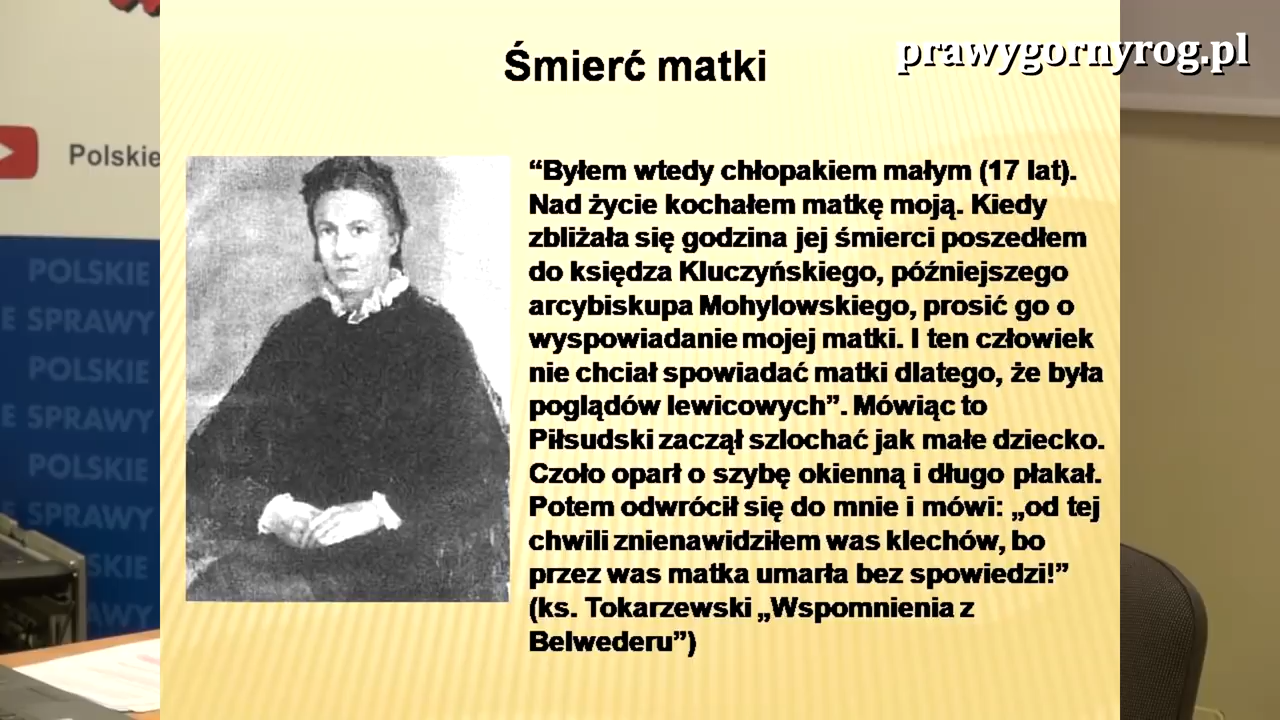 prawygornyrog.pl
Śmierć matki
“Byłem wtedy chłopakiem małym (17 lat).
Nad życie kochałem matkę moją. Kiedy
zbliżała się godzina jej śmierci poszedłem
do księdza Kluczyńskiego, późniejszego
arcybiskupa Mohylowskiego, prosić go o
wyspowiadanie mojej matki. I ten człowiek
nie chciał spowiadać matki dlatego, że była
poglądów lewicowych”. Mówiąc to
Piłsudski zaczął szlochać jak małe dziecko.
Czoło oparł o szybę okienną i długo płakał.
Potem odwrócił się do mnie i mówi: „od tej
chwili znienawidziłem was klechów, bo
przez was matka umarła bez spowiedzi!”
(ks. Tokarzewski „Wspomnienia z
Belwederu”)
Polskie
POLSKIE
E SPRAWY
POLSKIE
E SPRAWY
POLSKIE
E SPRAWY
SKIE
AWY